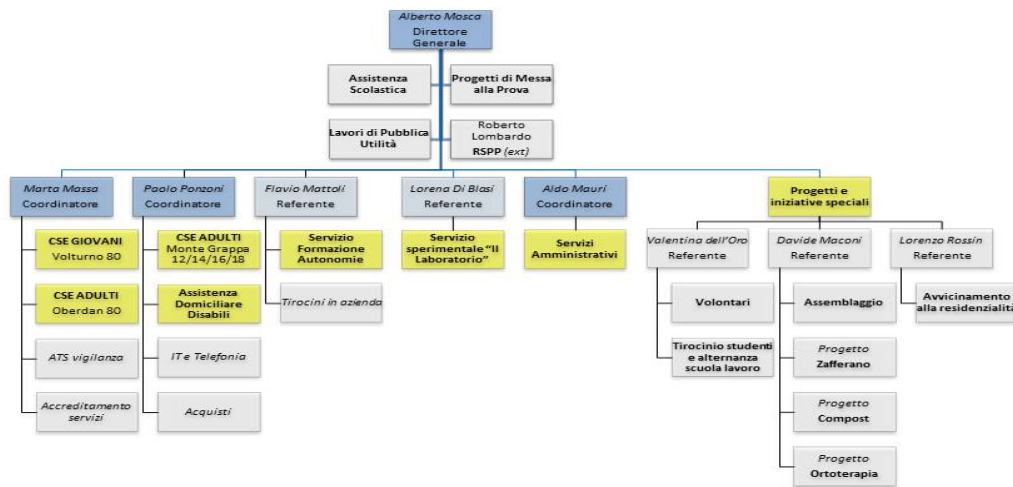 Alberto Mosca
Direttore
Generale
Assistenza
Scolastica
Progetti di Messa
alla Prova
Lavori di Pubblica
Utilità
Roberto
Lombardo
RSPP (ext)
Marta Massa
Coordinatore
Paolo Ponzoni
Coordinatore
Flavio Mattoli
Referente
Lorena Di Blasi
Referente
Aldo Mauri
Coordinatore
Progetti e
iniziative speciali
CSE GIOVANI
Volturno 80
CSE ADULTI
Monte Grappa
12/14/16/18
Servizio
Formazione
Autonomie
Servizio
sperimentale "Il
Laboratorio"
Servizi
Amministrativi
Valentina dell'Oro
Referente
Davide Maconi
Referente
Lorenzo Rossin
Referente
CSE ADULTI
Oberdan 80
Assistenza
Domiciliare
Disabili
Tirocini in azienda
Volontari
Assemblaggio
Avvicinamento
alla residenzialità
ATS vigilanza
IT e Telefonia
Tirocinio studenti
e alternanza
scuola lavoro
Progetto
Zafferano
Accreditamento
servizi
Acquisti
Progetto
Compost
Progetto
Ortoterapia